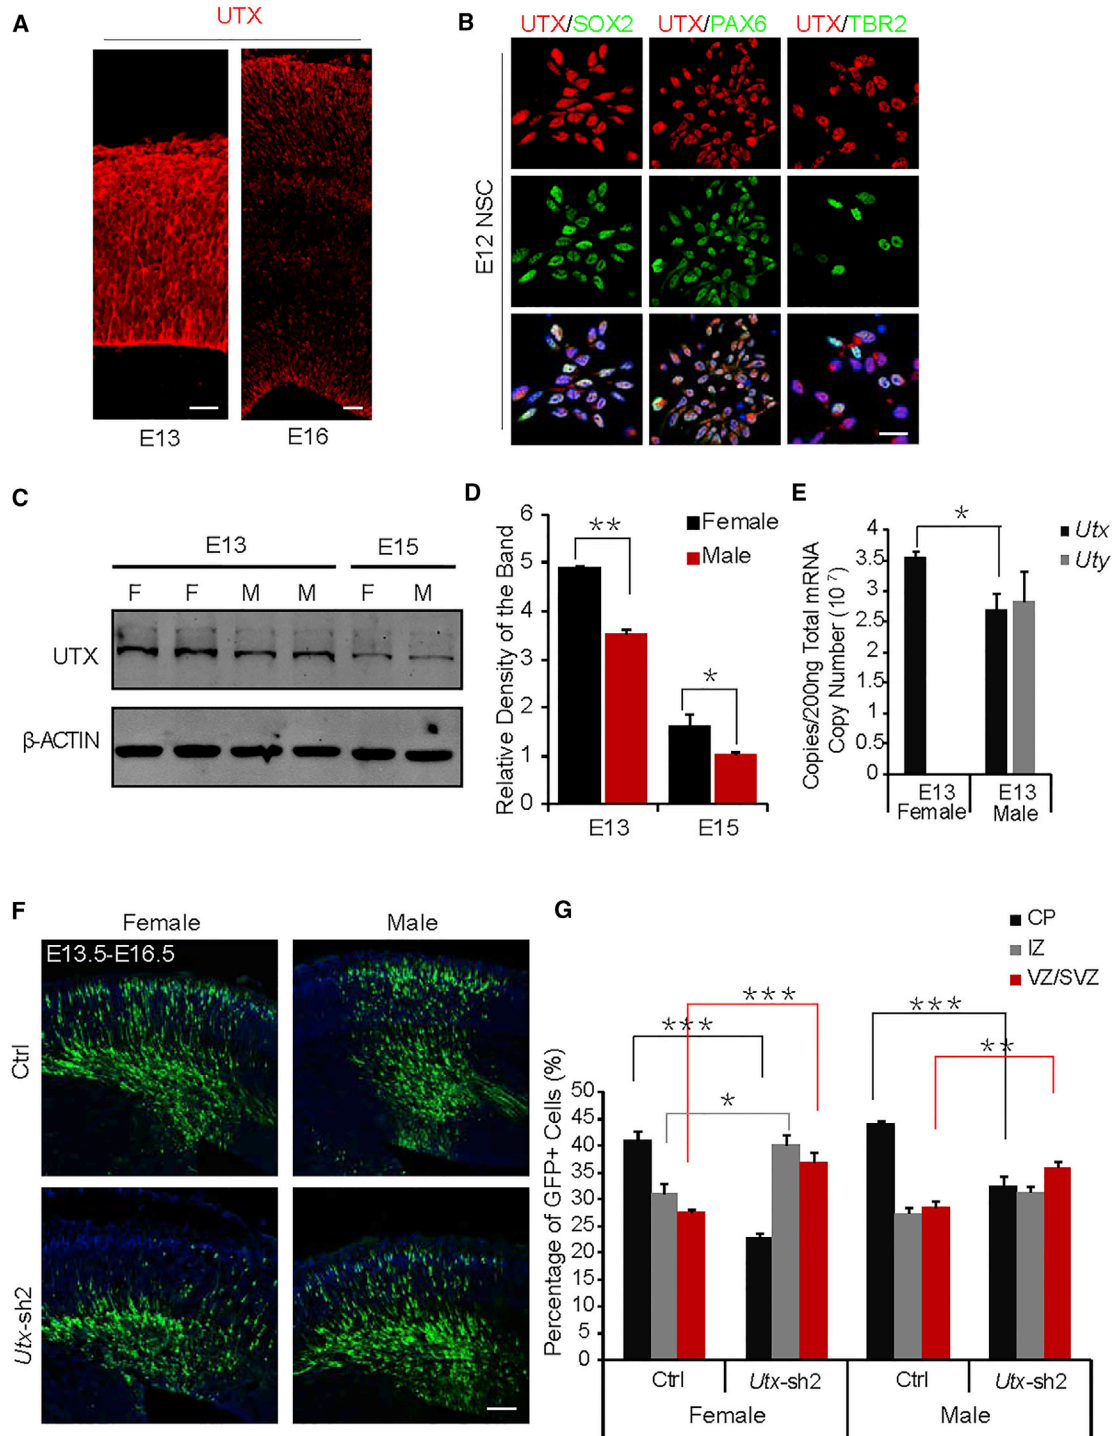 A
UTX
E13
E16
B
UTX/SOX2 UTX/PAX6 UTX/TBR2
E12 NSC
C
E13 E15
F F M M F M
UTX
β-ACTIN
D
Relative Density of the Band
6
5
4
3
2
1
0
Female
Male
**
*
E13 E15
E
Copies/200ng Total mRNA
Copy Number (10 7)
4
3.5
3
2.5
2
1.5
1
0.5
0
*
Utx
Uty
E13 E13
Female Male
F
Female Male
E13.5-E16.5
Ctrl
Utx-sh2
G
CP
IZ
VZ/SVZ
Percentage of GFP+ Cells (%)
50
45
40
35
30
25
20
15
10
5
0
***
***
*
***
**
Ctrl Utx-sh2 Ctrl Utx-sh2
Female Male